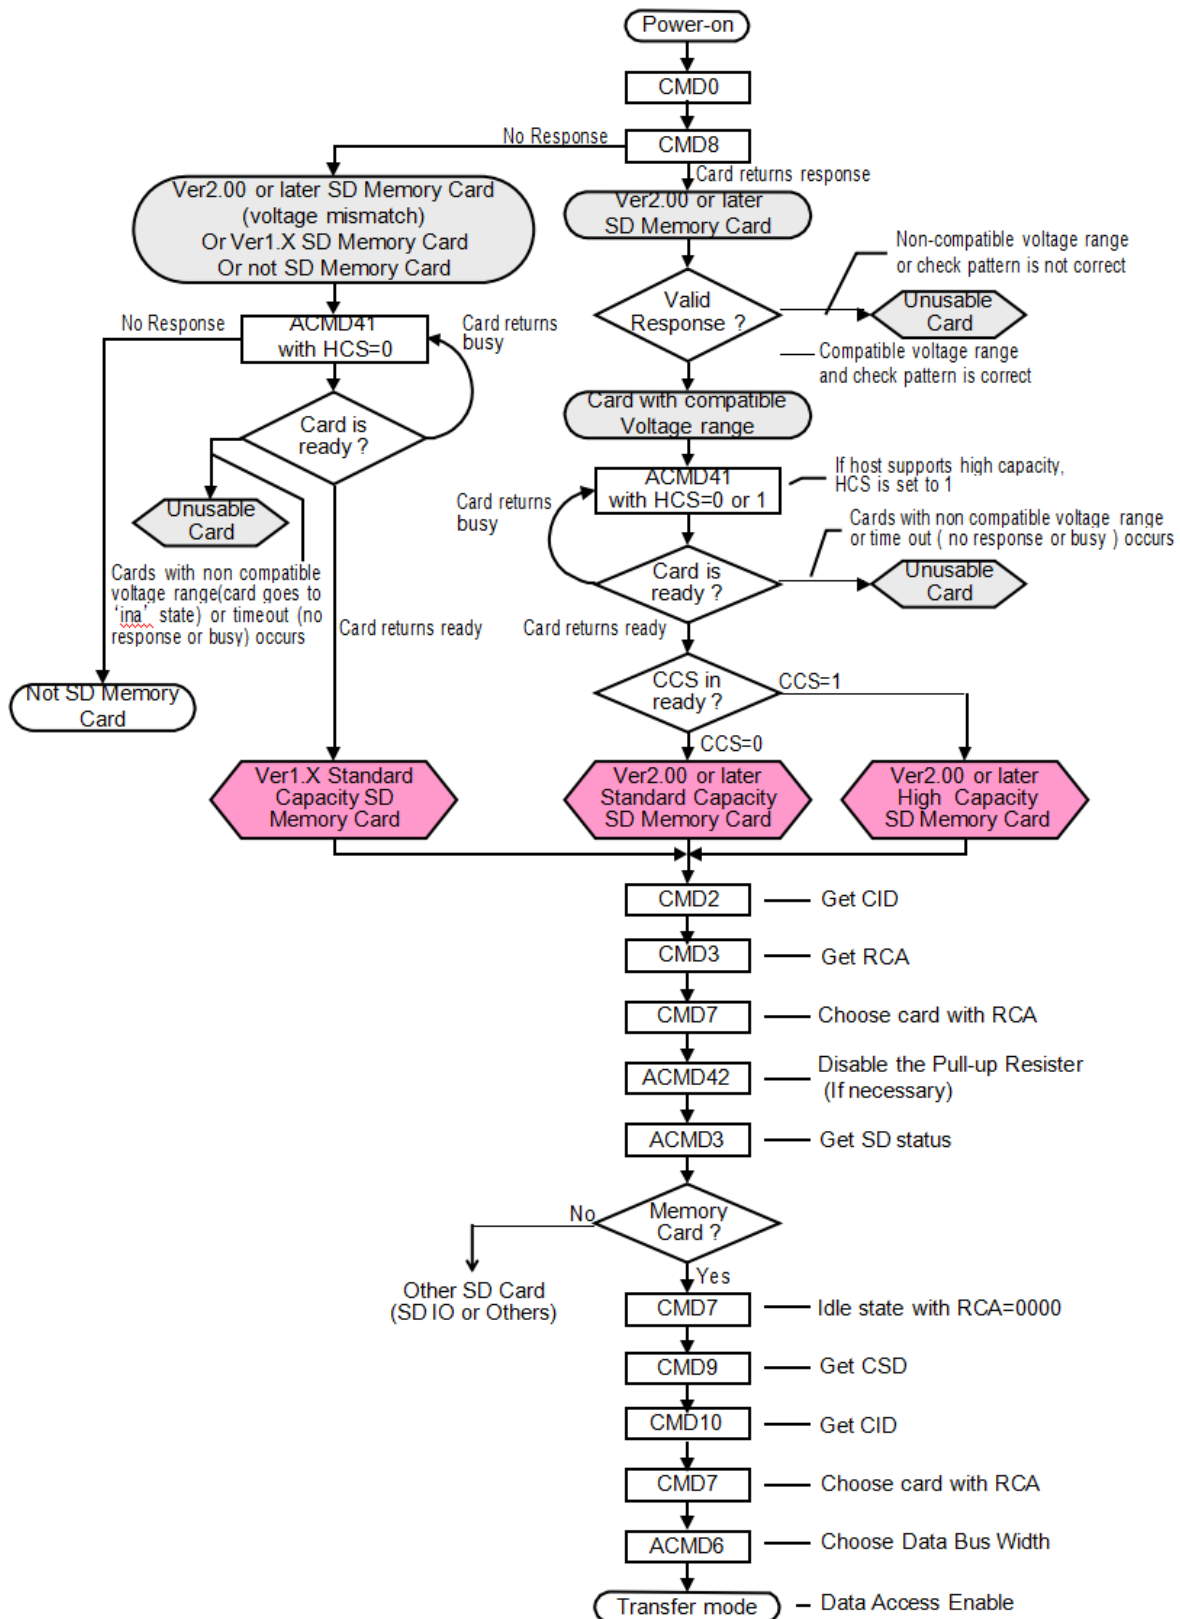 Power-on
CMD0
No Response
CMD8
Card returns response
Ver2.00 or later SD Memory Card
(voltage mismatch)
Or Ver1.X SD Memory Card
Or not SD Memory Card
Ver2.00 or later
SD Memory Card
Non-compatible voltage range
or check pattern is not correct
Valid
Response ?
Unusable
Card
Compatible voltage range
and check pattern is correct
No Response
ACMD41
with HCS=0
Card returns
busy
Card is
ready ?
Card with compatible
Voltage range
Unusable
Card
ACMD41
with HCS=0 or 1
If host supports high capacity,
HCS is set to 1
Card returns
busy
Cards with non compatible voltage range
or time out ( no response or busy ) occurs
Card is
ready ?
Unusable
Card
Cards with non compatible
voltage range(card goes to
‘ina’ state) or timeout (no
response or busy) occurs
Card returns ready
Card returns ready
Not SD Memory
Card
CCS in
ready ?
CCS=1
CCS=0
Ver1.X Standard
Capacity SD
Memory Card
Ver2.00 or later
Standard Capacity
SD Memory Card
Ver2.00 or later
High Capacity
SD Memory Card
CMD2
Get CID
CMD3
Get RCA
CMD7
Choose card with RCA
ACMD42
Disable the Pull-up Resister
(If necessary)
ACMD3
Get SD status
Memory
Card ?
No
Other SD Card
(SD IO or Others)
Yes
CMD7
Idle state with RCA=0000
CMD9
Get CSD
CMD10
Get CID
CMD7
Choose card with RCA
ACMD6
Choose Data Bus Width
Transfer mode
Data Access Enable